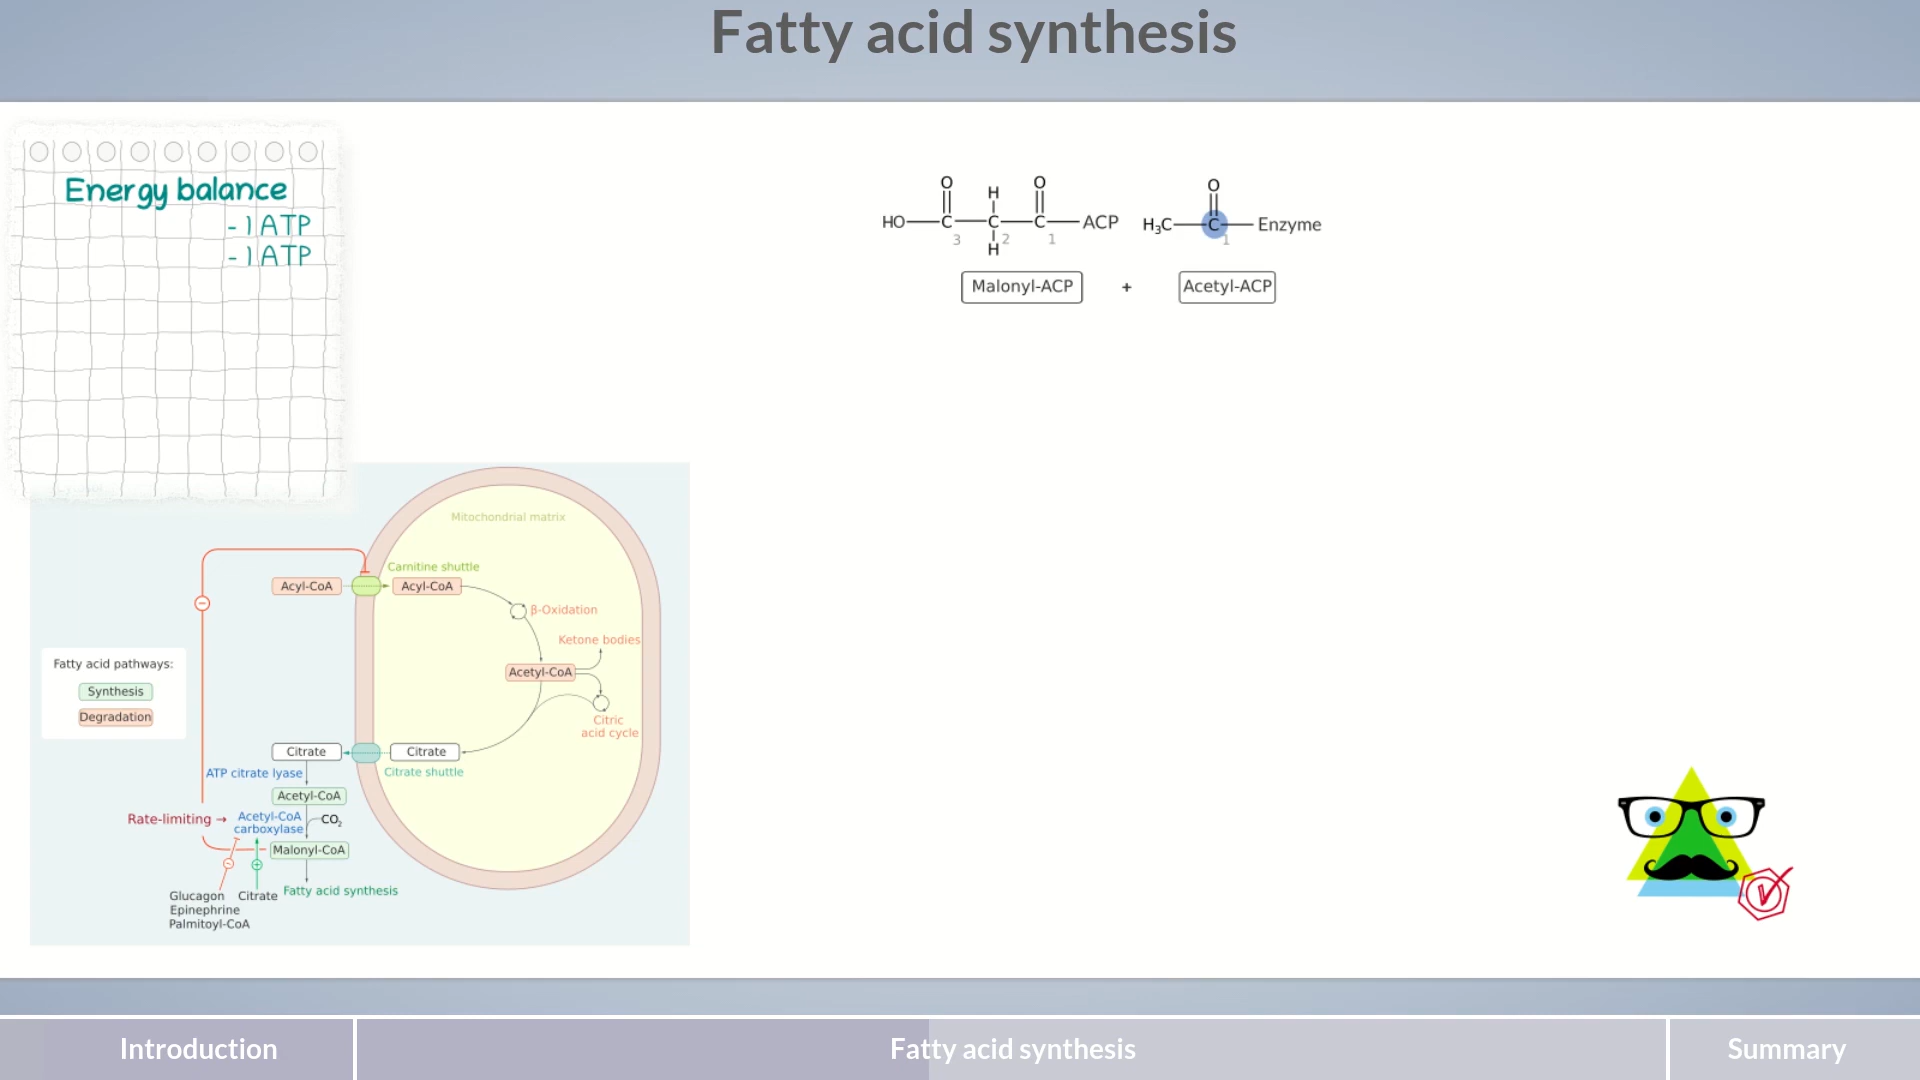 Fatty acid synthesis
Energy balance
- 1 ATP
- 1 ATP
O H O
HO C C C ACP
3 2 1
H
O
H3C C Enzyme
1
Malonyl-ACP + Acetyl-ACP
Mitochondrial matrix
Carnitine shuttle
Acyl-CoA Acyl-CoA
β-Oxidation
Ketone bodies
Acetyl-CoA
Citric
acid cycle
Fatty acid pathways:
Synthesis
Degradation
Citrate Citrate
ATP citrate lyase Citrate shuttle
Acetyl-CoA
Rate-limiting → Acetyl-CoA
carboxylase
CO2
Malonyl-CoA
Fatty acid synthesis
Glucagon Citrate
Epinephrine
Palmitoyl-CoA
Introduction Fatty acid synthesis Summary